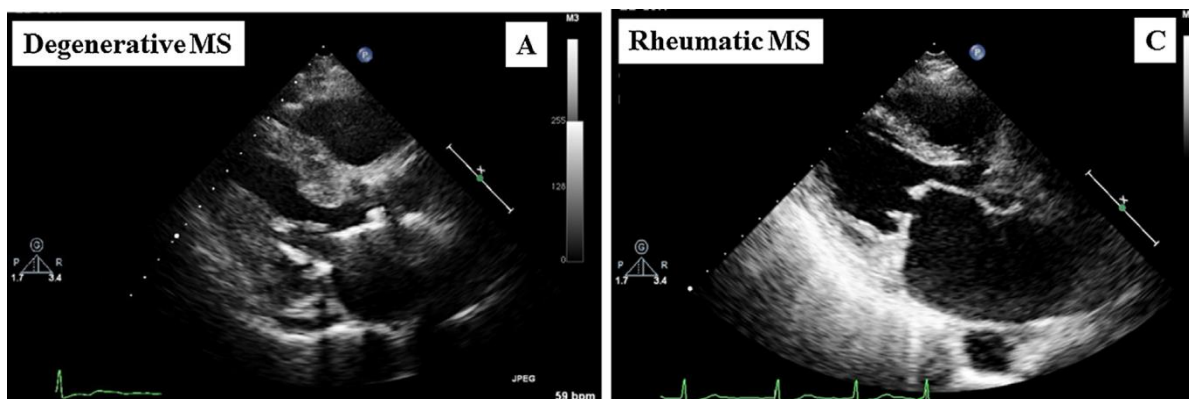 Degenerative MS
A
M3
255
128
0
P
G
P R
1.7 3.4
JPEG
59 bpm
Rheumatic MS
C
M3
P
G
P R
1.7 3.4